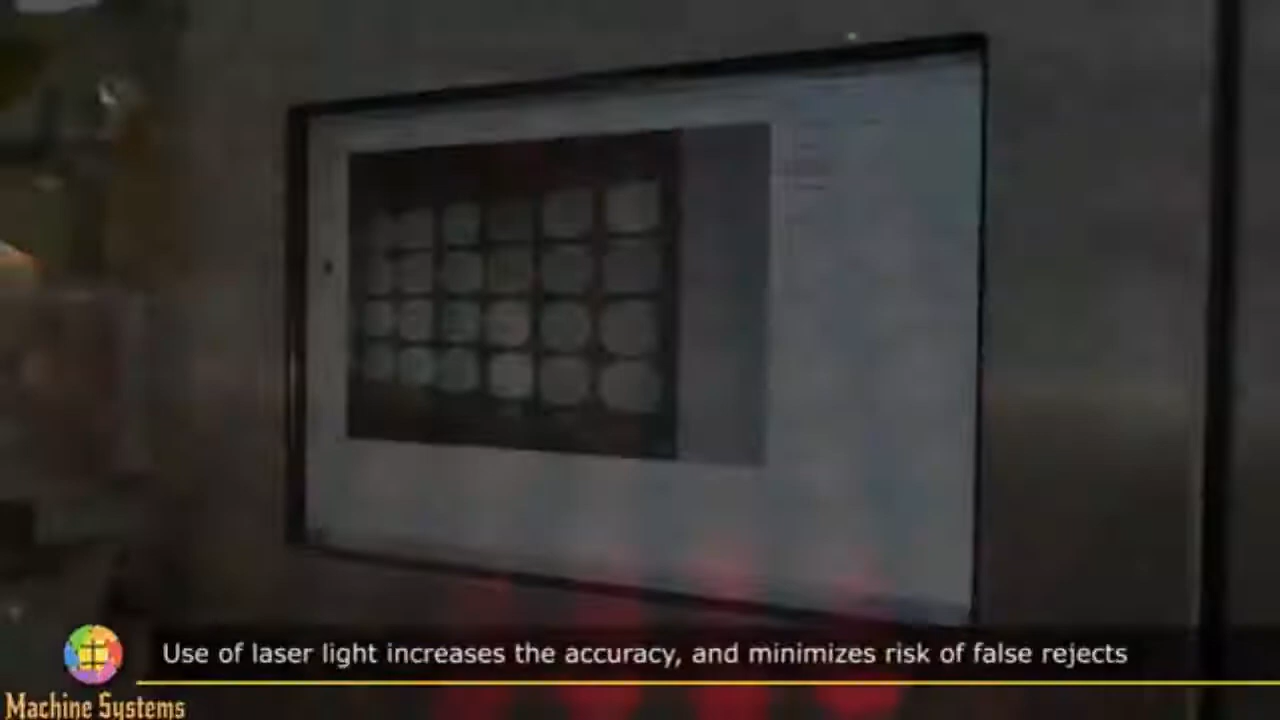 Use of laser light increases the accuracy, and minimizes risk of false rejects
Machine Systems